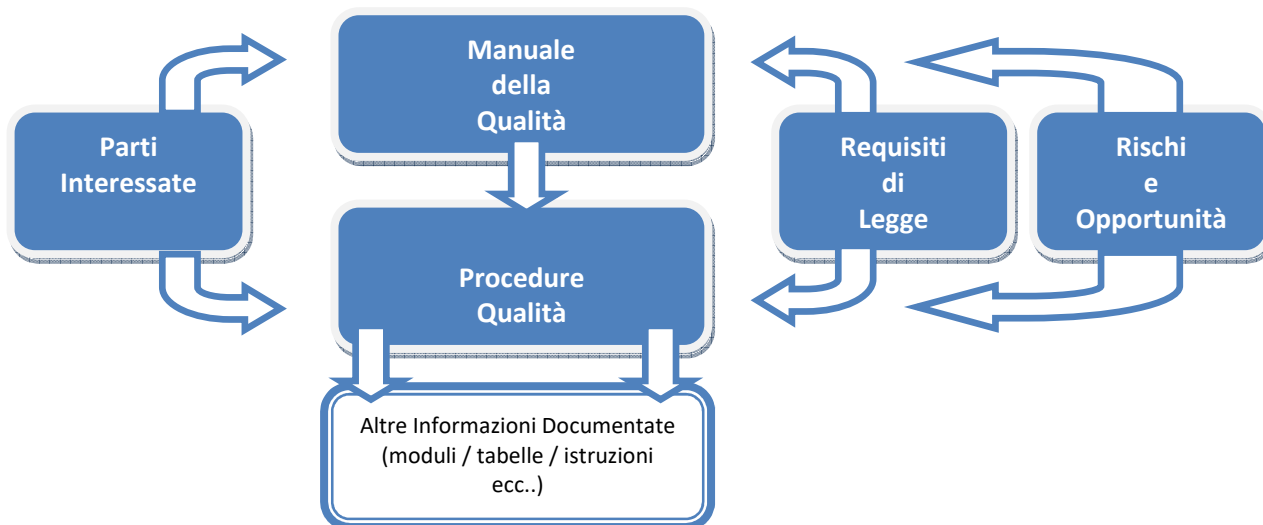 Manuale
della
Qualità
Parti
Interessate
Requisiti
di
Legge
Rischi
e
Opportunità
Procedure
Qualità
Altre Informazioni Documentate
(moduli / tabelle / istruzioni
ecc..)